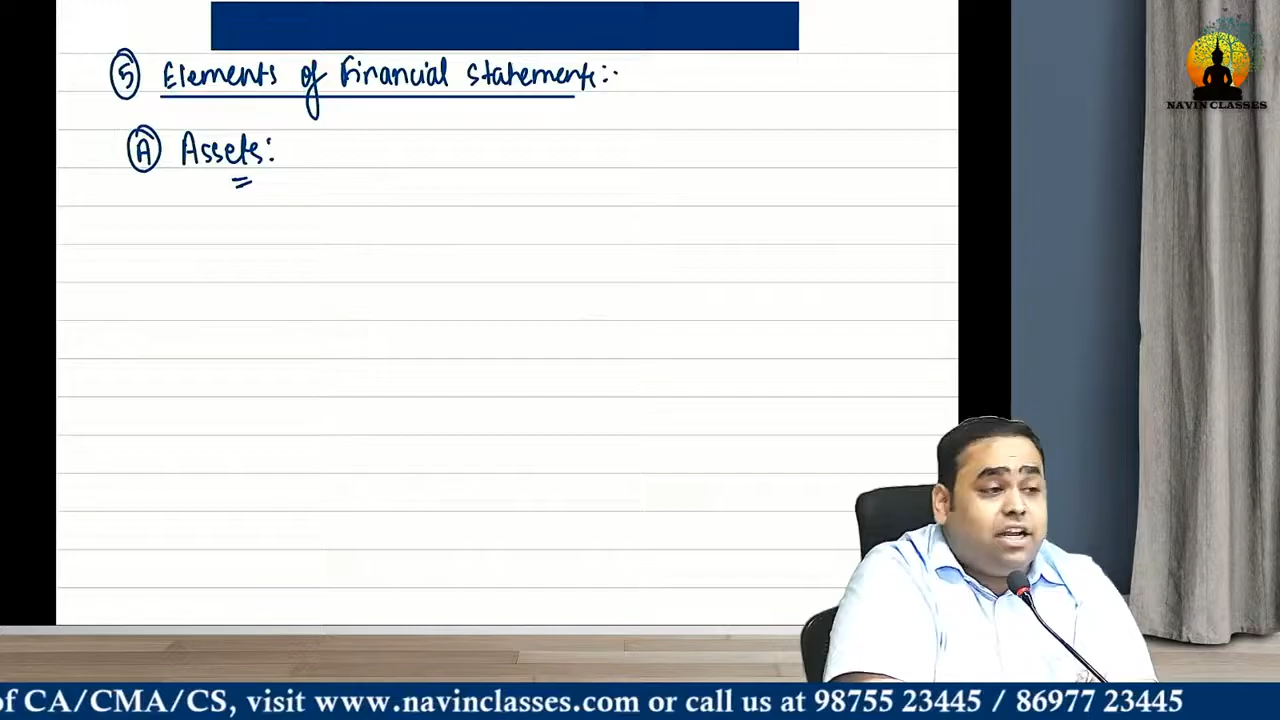 ⑤ Elements of Financial Statement:-
Ⓐ Assets:
NAVIN CLASSES
of CA/CMA/CS, visit www.navinclasses.com or call us at 98755 23445 / 86977 23445